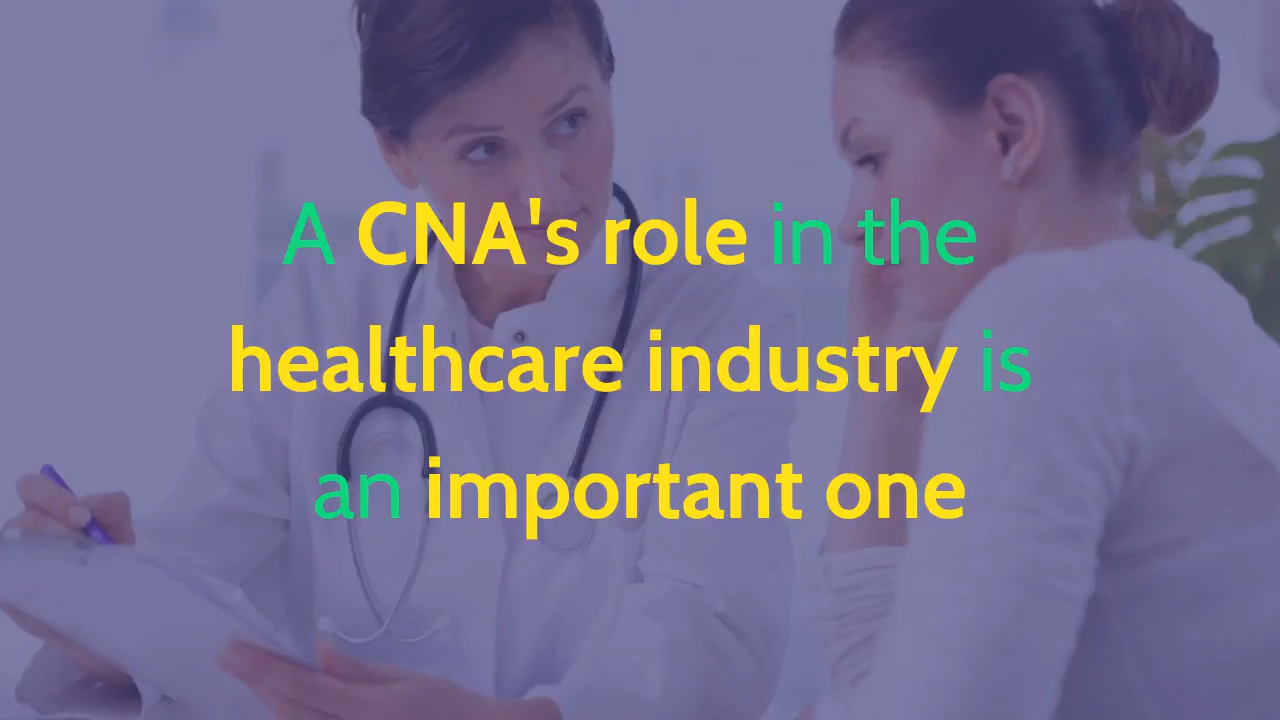 A CNA's role in the
healthcare industry is
an important one